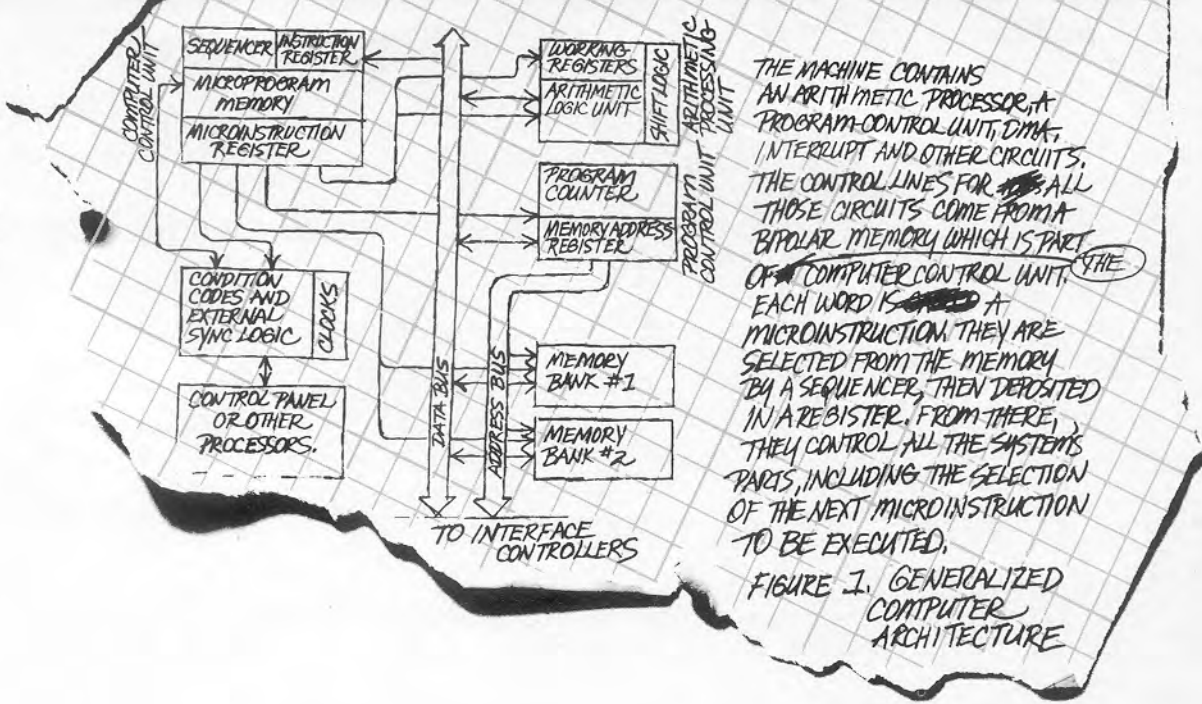 COMPUTER
CONTROL UNIT
SEQUENCER
INSTRUCTION
REGISTER
MICROPROGRAM
MEMORY
MICROINSTRUCTION
REGISTER
CONDITION
CODES AND
EXTERNAL
SYNC LOGIC
CLOCKS
CONTROL PANEL
OR OTHER
PROCESSORS.
DATA BUS
ADDRESS BUS
WORKING
REGISTERS
ARITHMETIC
LOGIC UNIT
SHIFT LOGIC
ARITHMETIC
PROCESSING
UNIT
PROGRAM
COUNTER
MEMORY ADDRESS
REGISTER
PROGRAM
CONTROL UNIT
MEMORY
BANK #1
MEMORY
BANK #2
TO INTERFACE
CONTROLLERS
THE MACHINE CONTAINS
AN ARITHMETIC PROCESSOR, A
PROGRAM-CONTROL UNIT, DMA,
INTERRUPT AND OTHER CIRCUITS.
THE CONTROL LINES FOR ALL
THOSE CIRCUITS COME FROM A
BIPOLAR MEMORY WHICH IS PART
OF THE COMPUTER CONTROL UNIT.
EACH WORD IS A
MICROINSTRUCTION. THEY ARE
SELECTED FROM THE MEMORY
BY A SEQUENCER, THEN DEPOSITED
IN A REGISTER. FROM THERE,
THEY CONTROL ALL THE SYSTEM'S
PARTS, INCLUDING THE SELECTION
OF THE NEXT MICROINSTRUCTION
TO BE EXECUTED.
FIGURE 1. GENERALIZED
COMPUTER
ARCHITECTURE